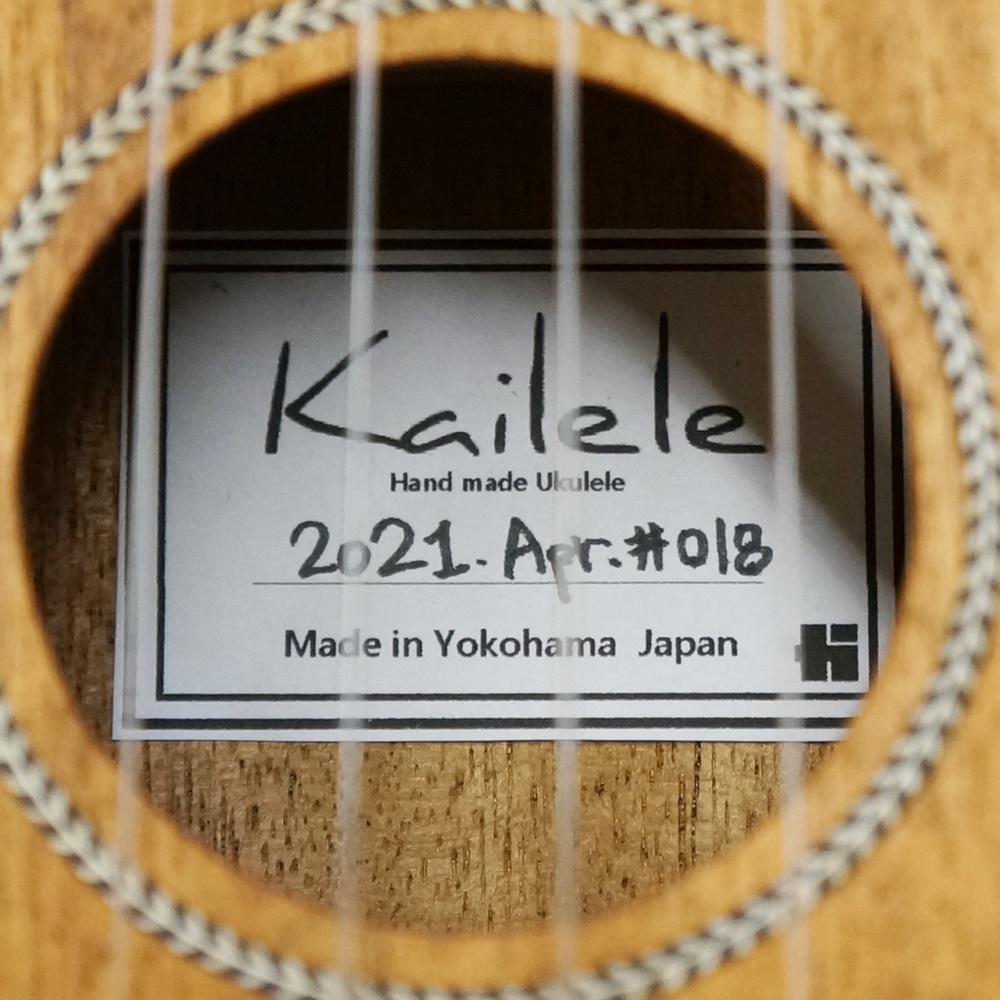 Kailele
Hand made Ukulele
2021.Apr.#018
Made in Yokohama Japan